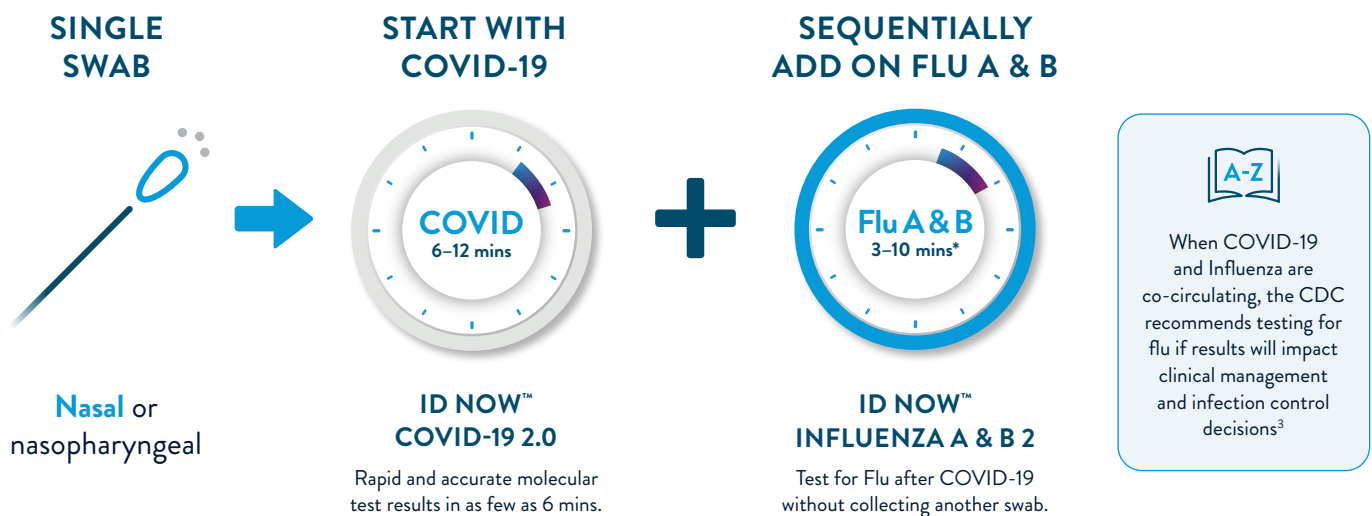 SINGLE
SWAB
Nasal or
nasopharyngeal
START WITH
COVID-19
COVID
6–12 mins
ID NOW™
COVID-19 2.0
Rapid and accurate molecular
test results in as few as 6 mins.
SEQUENTIALLY
ADD ON FLU A & B
Flu A & B
3–10 mins*
ID NOW™
INFLUENZA A & B 2
Test for Flu after COVID-19
without collecting another swab.
A-Z
When COVID-19
and Influenza are
co-circulating, the CDC
recommends testing for
flu if results will impact
clinical management
and infection control
decisions³